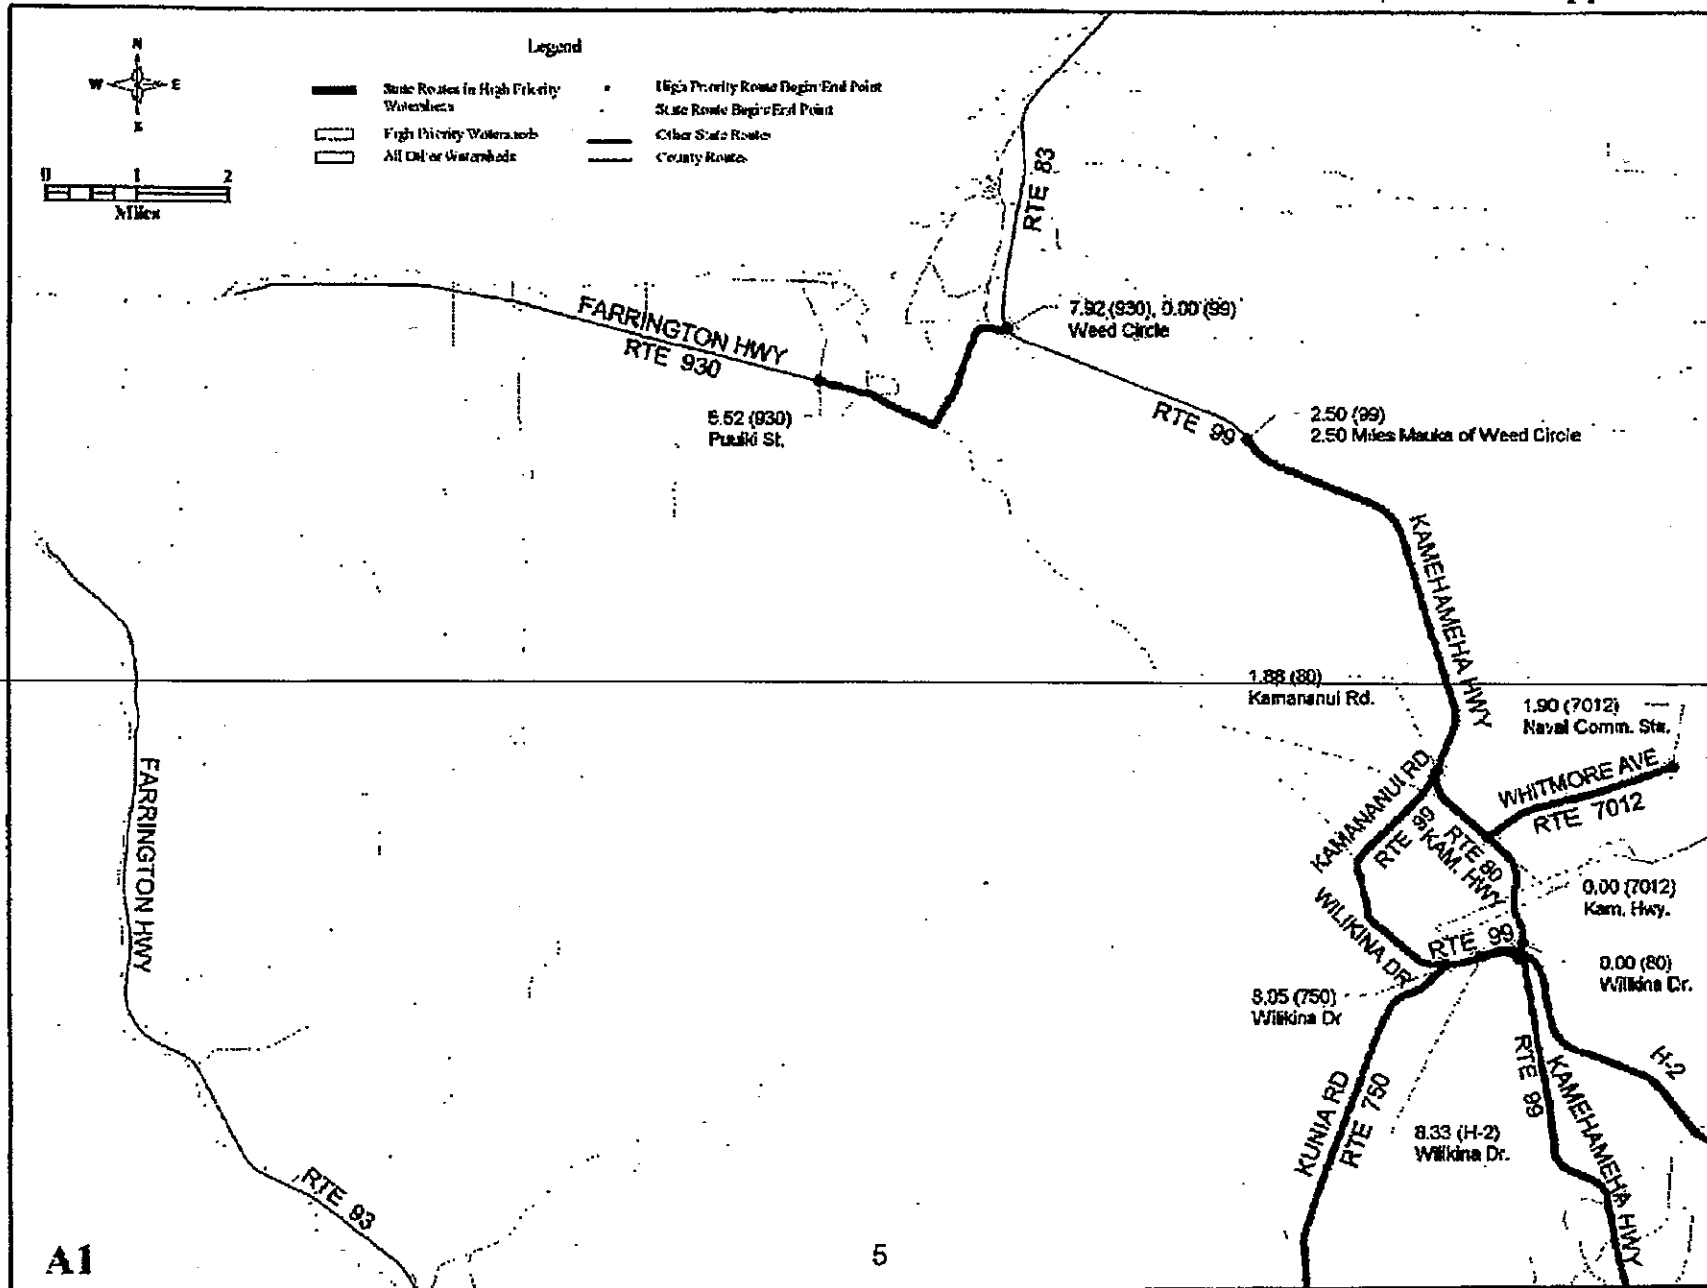 N
W E
S
0 1 2
Miles
Legend
State Routes in High Priority
Watersheds
High Priority Watersheds
All Other Watersheds
High Priority Route Begin/End Point
State Route Begin/End Point
Other State Routes
County Routes
RTE 83
FARRINGTON HWY
RTE 930
7.92 (930), 0.00 (99)
Weed Circle
5.52 (930)
Puuiki St.
RTE 99
2.50 (99)
2.50 Miles Mauka of Weed Circle
KAMEHAMEHA HWY
1.88 (80)
Kamananui Rd.
1.90 (7012)
Naval Comm. Sta.
FARRINGTON HWY
KAMANANUI RD
RTE 99
WHITMORE AVE
RTE 7012
RTE 80
KAM. HWY
0.00 (7012)
Kam. Hwy.
WILIKINA DR
RTE 99
0.00 (80)
Wilikina Dr.
8.05 (750)
Wilikina Dr
H-2
KUNIA RD
RTE 750
RTE 99
KAMEHAMEHA HWY
8.33 (H-2)
Wilikina Dr.
RTE 93
A1
5